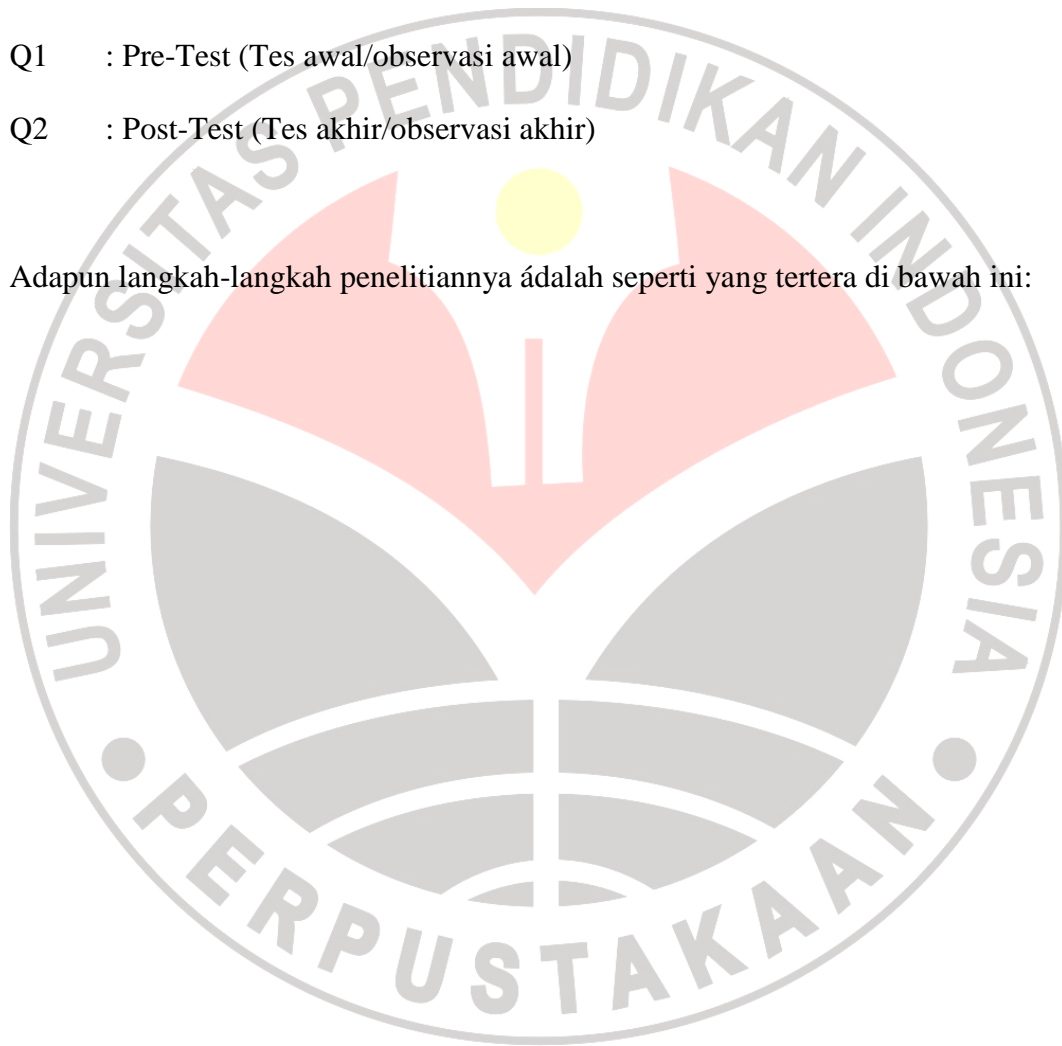 Q1 : Pre-Test (Tes awal/observasi awal)
Q2 : Post-Test (Tes akhir/observasi akhir)
Adapun langkah-langkah penelitiannya ádalah seperti yang tertera di bawah ini:
UNIVERSITAS PENDIDIKAN INDONESIA
PERPUSTAKAAN